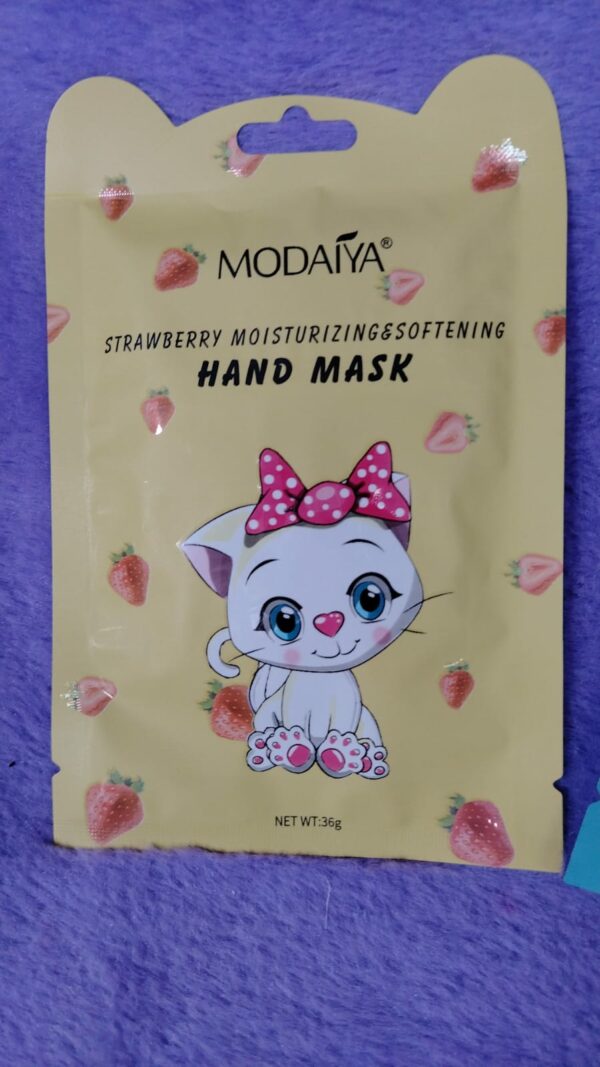 MODAIYA®
STRAWBERRY MOISTURIZING&SOFTENING
HAND MASK
NET WT:36g